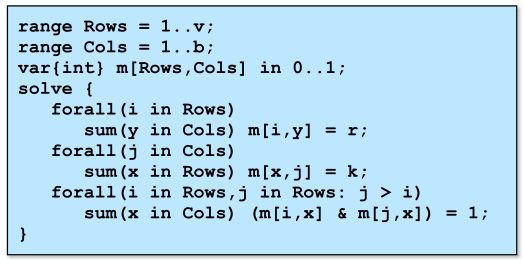 range Rows = 1..v;
range Cols = 1..b;
var{int} m[Rows,Cols] in 0..1;
solve {
   forall(i in Rows)
      sum(y in Cols) m[i,y] = r;
   forall(j in Cols)
      sum(x in Rows) m[x,j] = k;
   forall(i in Rows,j in Rows: j > i)
      sum(x in Cols) (m[i,x] & m[j,x]) = 1;
}